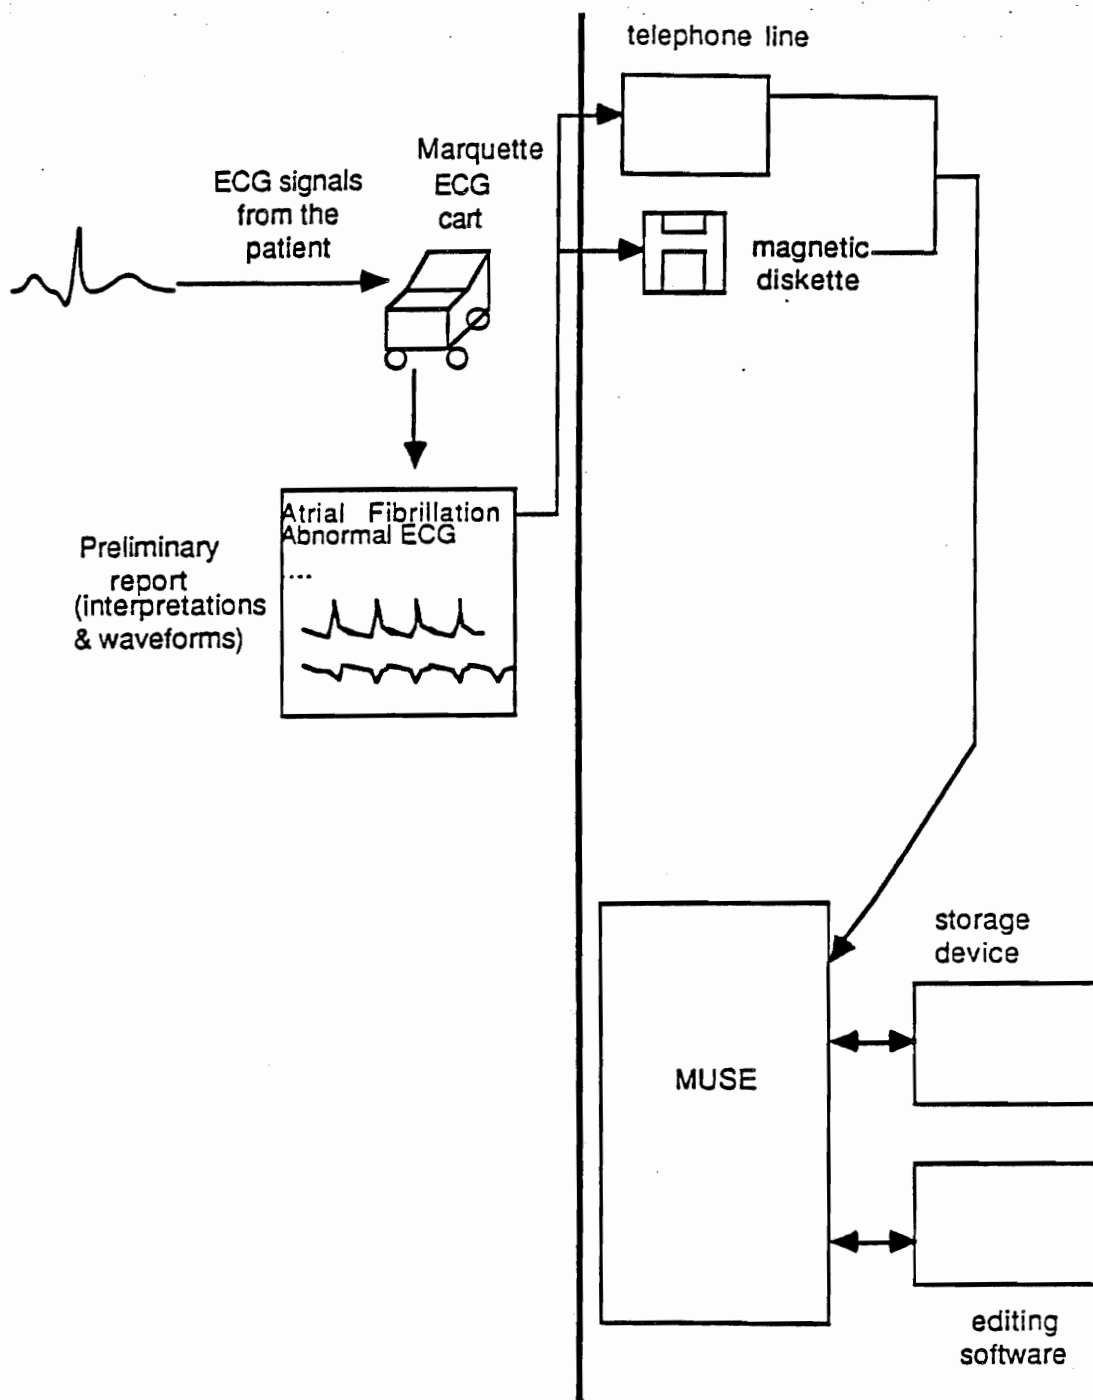 telephone line
Marquette
ECG
cart
ECG signals
from the
patient
magnetic
diskette
Atrial Fibrillation
Abnormal ECG
....
Preliminary
report
(interpretations
& waveforms)
storage
device
MUSE
editing
software